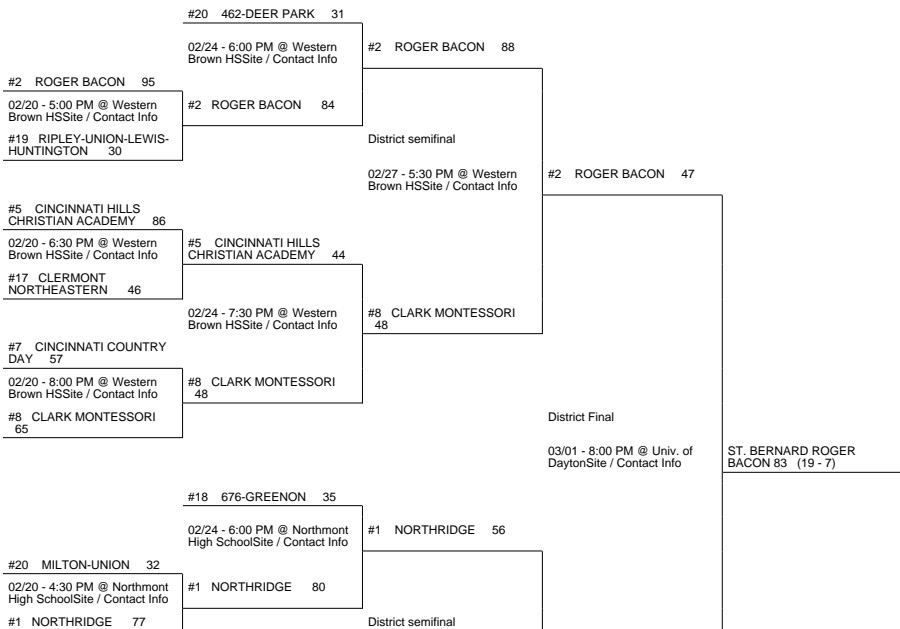 #20 462-DEER PARK 31
02/24 - 6:00 PM @ Western
Brown HSSite / Contact Info
#2 ROGER BACON 88
#2 ROGER BACON 95
02/20 - 5:00 PM @ Western
Brown HSSite / Contact Info
#2 ROGER BACON 84
#19 RIPLEY-UNION-LEWIS-
HUNTINGTON 30
District semifinal
02/27 - 5:30 PM @ Western
Brown HSSite / Contact Info
#2 ROGER BACON 47
#5 CINCINNATI HILLS
CHRISTIAN ACADEMY 86
02/20 - 6:30 PM @ Western
Brown HSSite / Contact Info
#5 CINCINNATI HILLS
CHRISTIAN ACADEMY 44
#17 CLERMONT
NORTHEASTERN 46
02/24 - 7:30 PM @ Western
Brown HSSite / Contact Info
#8 CLARK MONTESSORI
48
#7 CINCINNATI COUNTRY
DAY 57
02/20 - 8:00 PM @ Western
Brown HSSite / Contact Info
#8 CLARK MONTESSORI
48
#8 CLARK MONTESSORI
65
District Final
03/01 - 8:00 PM @ Univ. of
DaytonSite / Contact Info
ST. BERNARD ROGER
BACON 83 (19 - 7)
#18 676-GREENON 35
02/24 - 6:00 PM @ Northmont
High SchoolSite / Contact Info
#1 NORTHRIDGE 56
#20 MILTON-UNION 32
02/20 - 4:30 PM @ Northmont
High SchoolSite / Contact Info
#1 NORTHRIDGE 80
#1 NORTHRIDGE 77
District semifinal